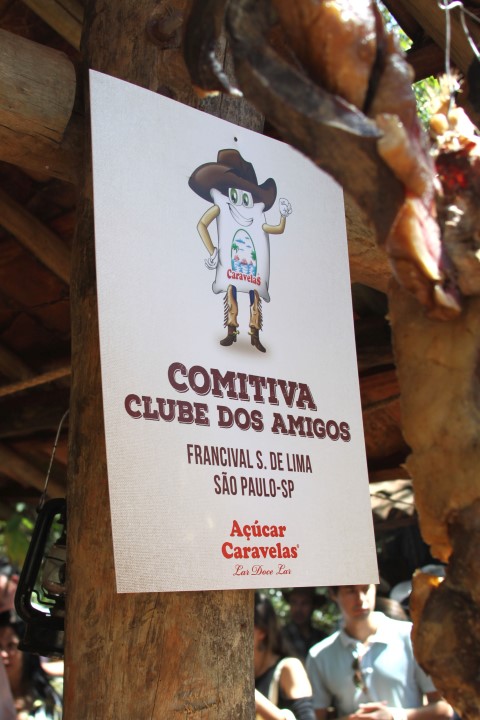 Caravelas
COMITIVA
CLUBE DOS AMIGOS
FRANCIVAL S. DE LIMA
SÃO PAULO-SP
Açúcar
Caravelas®
Lar Doce Lar